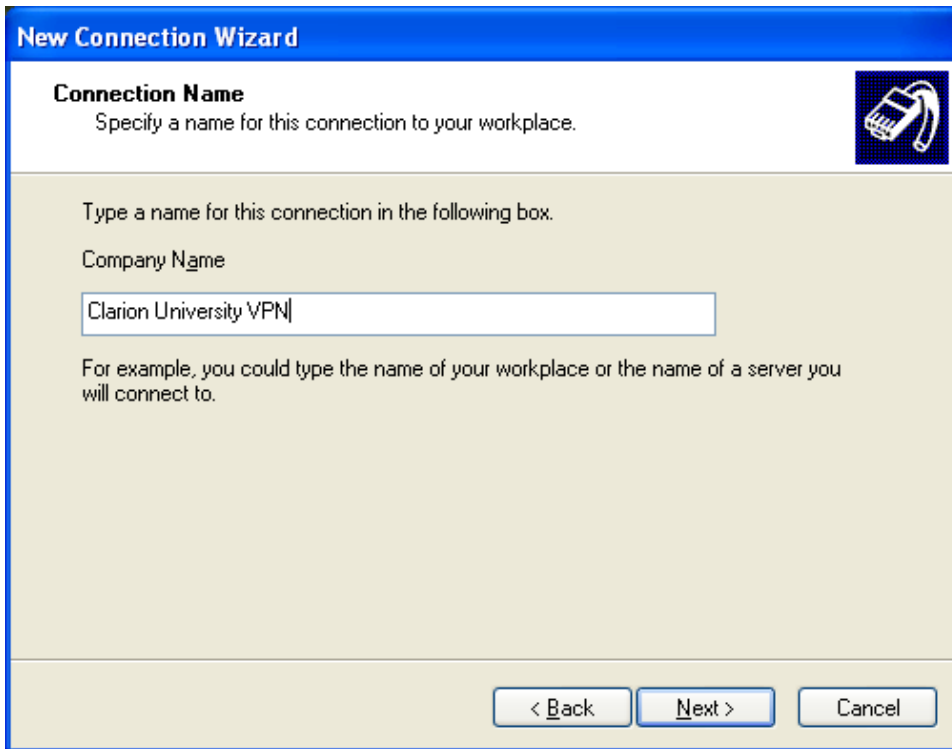 New Connection Wizard
Connection Name
Specify a name for this connection to your workplace.
Type a name for this connection in the following box.
Company Name
Clarion University VPN
For example, you could type the name of your workplace or the name of a server you
will connect to.
< Back
Next >
Cancel